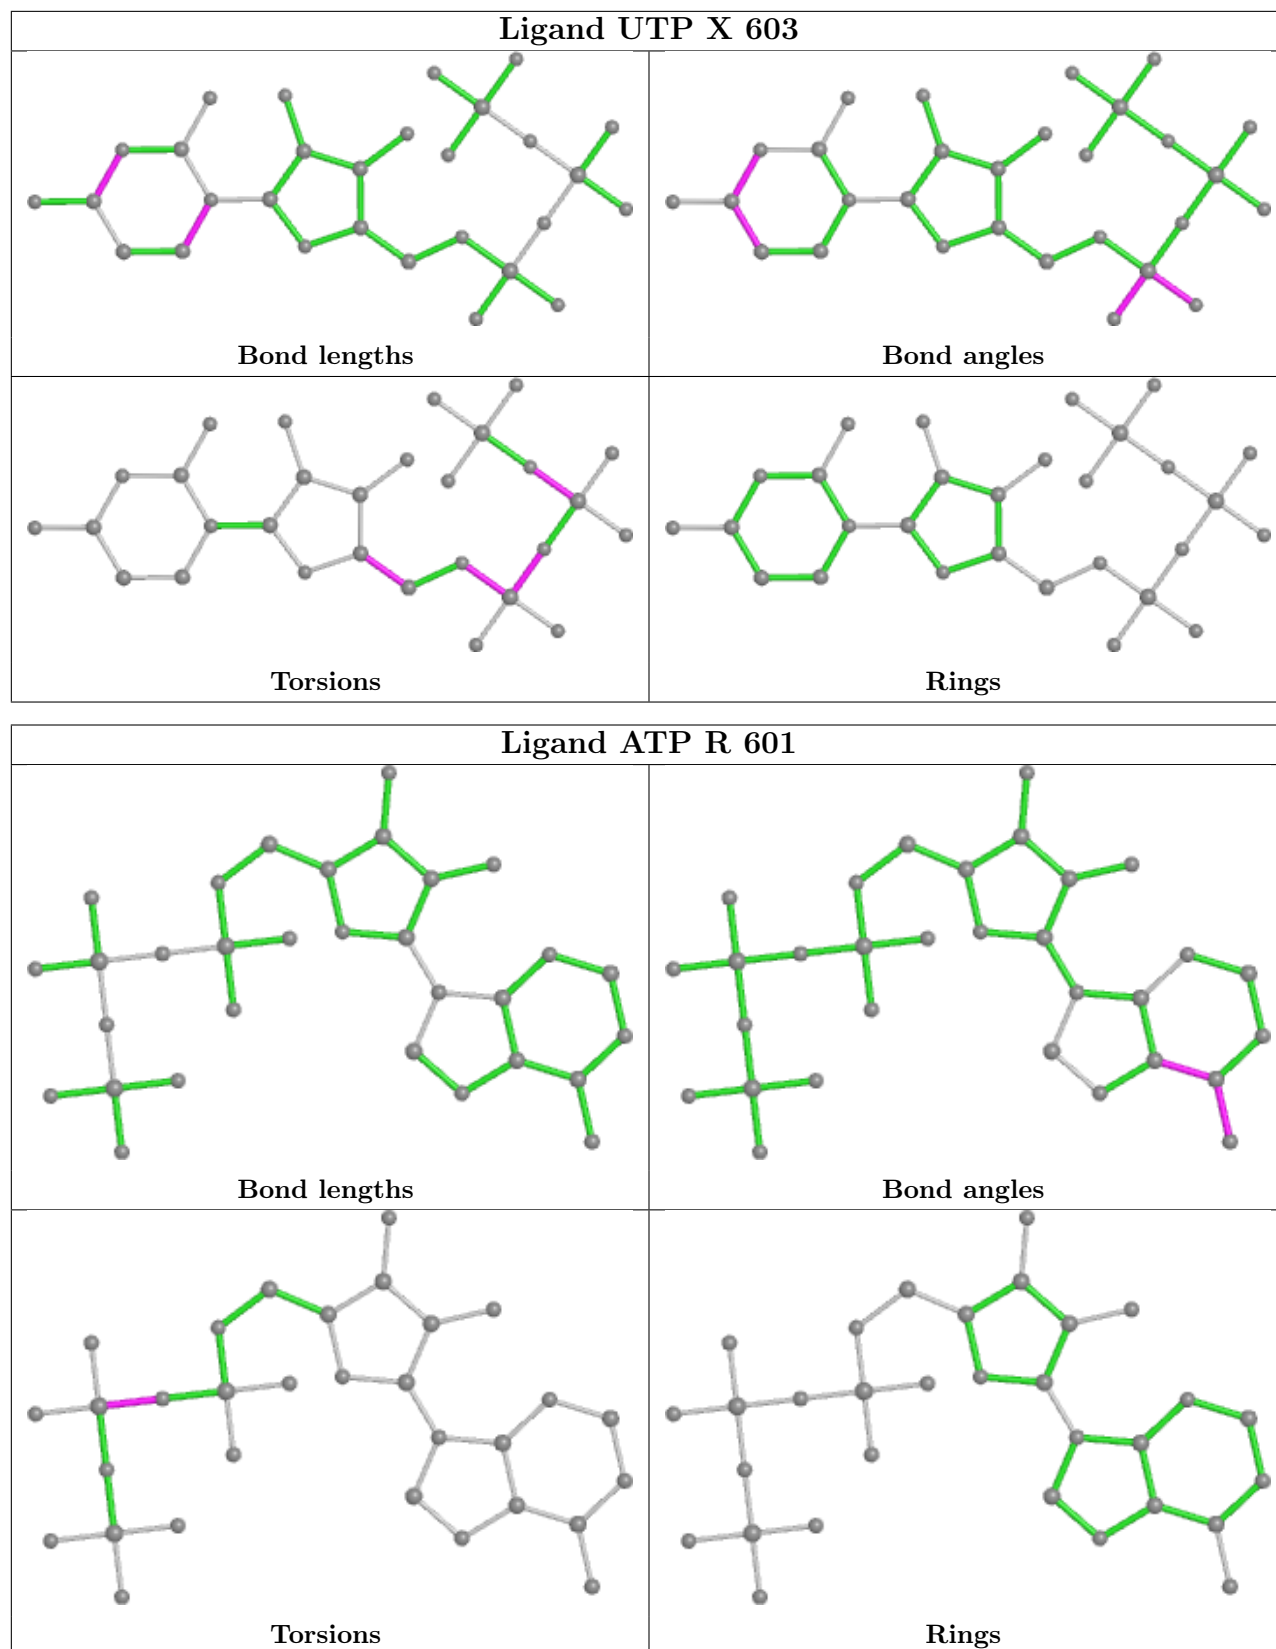 Ligand UTP X 603
Bond lengths
Bond angles
Torsions
Rings
Ligand ATP R 601
Bond lengths
Bond angles
Torsions
Rings